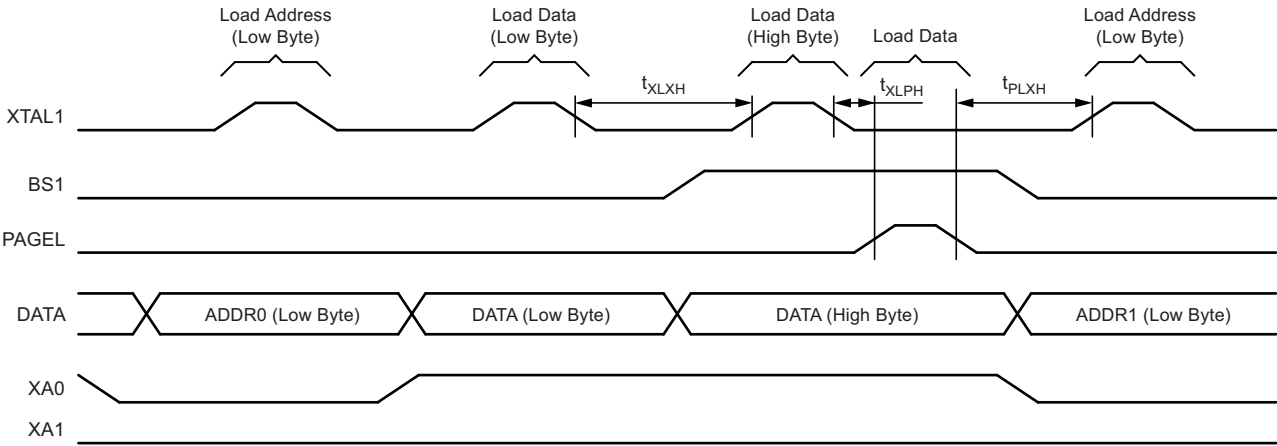 Load Address
(Low Byte)
Load Data
(Low Byte)
Load Data
(High Byte)
Load Data
Load Address
(Low Byte)
tXLXH
tXLPH
tPLXH
XTAL1
BS1
PAGEL
DATA
ADDR0 (Low Byte)
DATA (Low Byte)
DATA (High Byte)
ADDR1 (Low Byte)
XA0
XA1